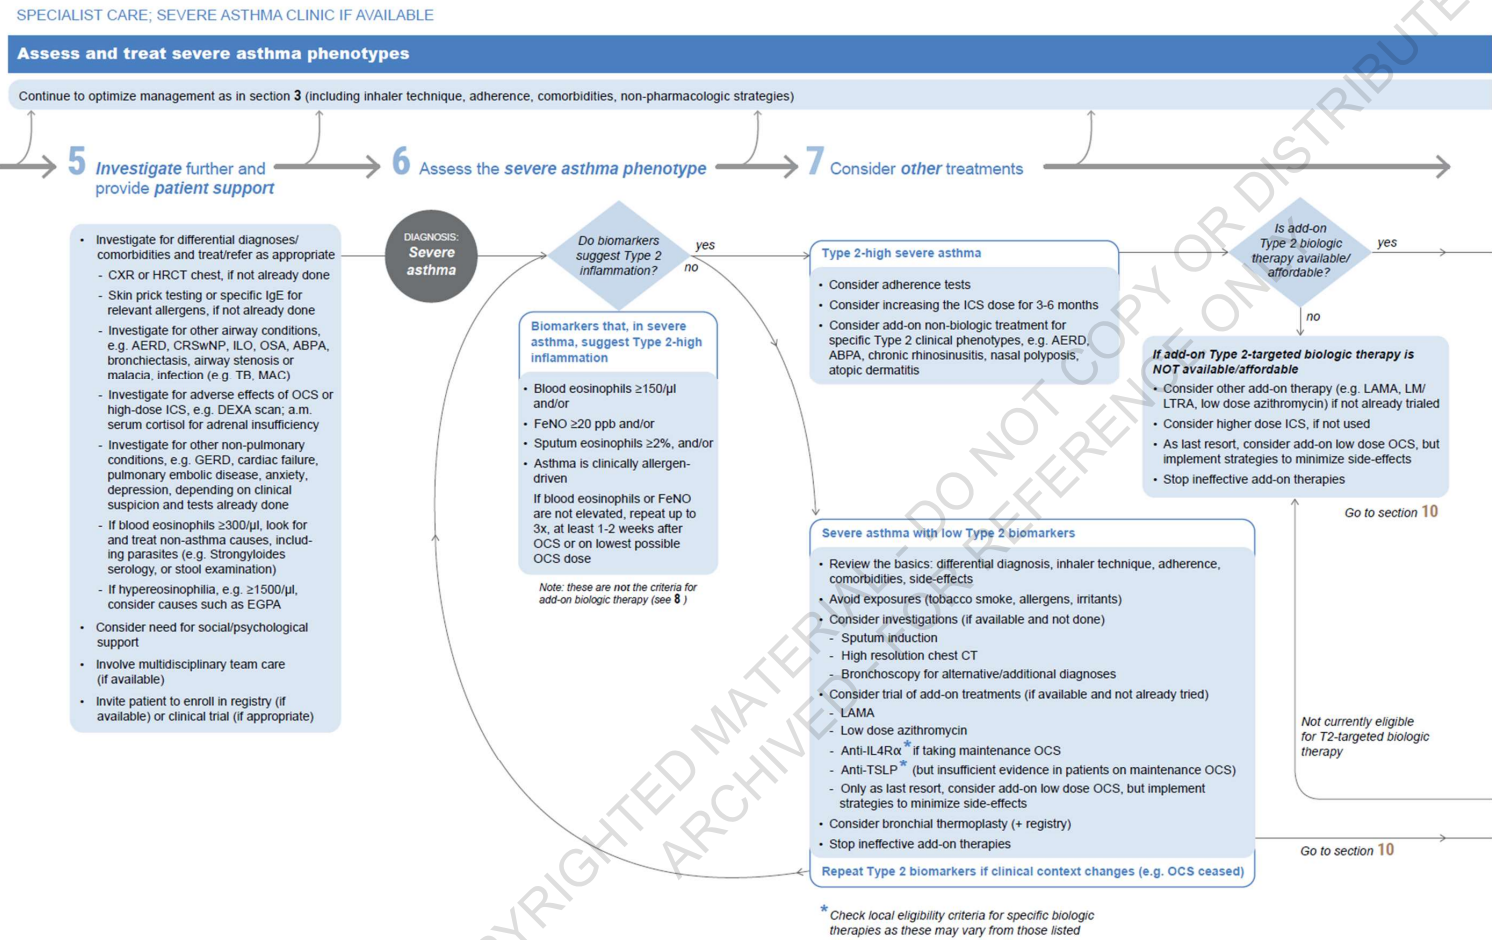 SPECIALIST CARE; SEVERE ASTHMA CLINIC IF AVAILABLE
Assess and treat severe asthma phenotypes
Continue to optimize management as in section 3 (including inhaler technique, adherence, comorbidities, non-pharmacologic strategies)
5 Investigate further and
provide patient support
• Investigate for differential diagnoses/
comorbidities and treat/refer as appropriate
- CXR or HRCT chest, if not already done
- Skin prick testing or specific IgE for
relevant allergens, if not already done
- Investigate for other airway conditions,
e.g. AERD, CRSwNP, ILO, OSA, ABPA,
bronchiectasis, airway stenosis or
malacia, infection (e.g. TB, MAC)
- Investigate for adverse effects of OCS or
high-dose ICS, e.g. DEXA scan; a.m.
serum cortisol for adrenal insufficiency
- Investigate for other non-pulmonary
conditions, e.g. GERD, cardiac failure,
pulmonary embolic disease, anxiety,
depression, depending on clinical
suspicion and tests already done
- If blood eosinophils ≥300/µl, look for
and treat non-asthma causes, includ-
ing parasites (e.g. Strongyloides
serology, or stool examination)
- If hypereosinophilia, e.g. ≥1500/µl,
consider causes such as EGPA
• Consider need for social/psychological
support
• Involve multidisciplinary team care
(if available)
• Invite patient to enroll in registry (if
available) or clinical trial (if appropriate)
DIAGNOSIS:
Severe
asthma
6 Assess the severe asthma phenotype
Do biomarkers
suggest Type 2
inflammation?
yes
no
Biomarkers that, in severe
asthma, suggest Type 2-high
inflammation
• Blood eosinophils ≥150/µl
and/or
• FeNO ≥20 ppb and/or
• Sputum eosinophils ≥2%, and/or
• Asthma is clinically allergen-
driven
If blood eosinophils or FeNO
are not elevated, repeat up to
3x, at least 1-2 weeks after
OCS or on lowest possible
OCS dose
Note: these are not the criteria for
add-on biologic therapy (see 8 )
7 Consider other treatments
Type 2-high severe asthma
• Consider adherence tests
• Consider increasing the ICS dose for 3-6 months
• Consider add-on non-biologic treatment for
specific Type 2 clinical phenotypes, e.g. AERD,
ABPA, chronic rhinosinusitis, nasal polyposis,
atopic dermatitis
Severe asthma with low Type 2 biomarkers
• Review the basics: differential diagnosis, inhaler technique, adherence,
comorbidities, side-effects
• Avoid exposures (tobacco smoke, allergens, irritants)
• Consider investigations (if available and not done)
- Sputum induction
- High resolution chest CT
- Bronchoscopy for alternative/additional diagnoses
• Consider trial of add-on treatments (if available and not already tried)
- LAMA
- Low dose azithromycin
- Anti-IL4Rα* if taking maintenance OCS
- Anti-TSLP* (but insufficient evidence in patients on maintenance OCS)
- Only as last resort, consider add-on low dose OCS, but implement
strategies to minimize side-effects
• Consider bronchial thermoplasty (+ registry)
• Stop ineffective add-on therapies
Repeat Type 2 biomarkers if clinical context changes (e.g. OCS ceased)
* Check local eligibility criteria for specific biologic
therapies as these may vary from those listed
Is add-on
Type 2 biologic
therapy available/
affordable?
yes
no
If add-on Type 2-targeted biologic therapy is
NOT available/affordable
• Consider other add-on therapy (e.g. LAMA, LM/
LTRA, low dose azithromycin) if not already trialed
• Consider higher dose ICS, if not used
• As last resort, consider add-on low dose OCS, but
implement strategies to minimize side-effects
• Stop ineffective add-on therapies
Go to section 10
Not currently eligible
for T2-targeted biologic
therapy
Go to section 10
COPYRIGHTED MATERIAL - DO NOT COPY OR DISTRIBUTE
ARCHIVED - FOR REFERENCE ONLY